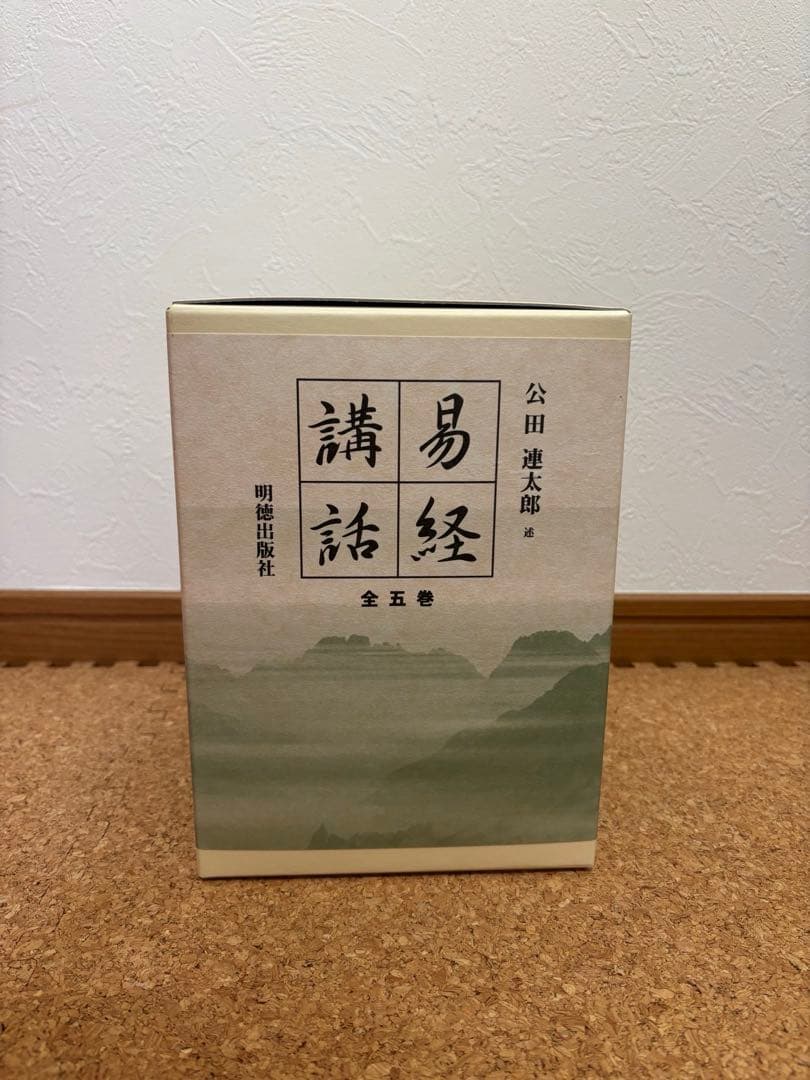 公田 連太郎 述
易経
講話
全五巻
明徳出版社